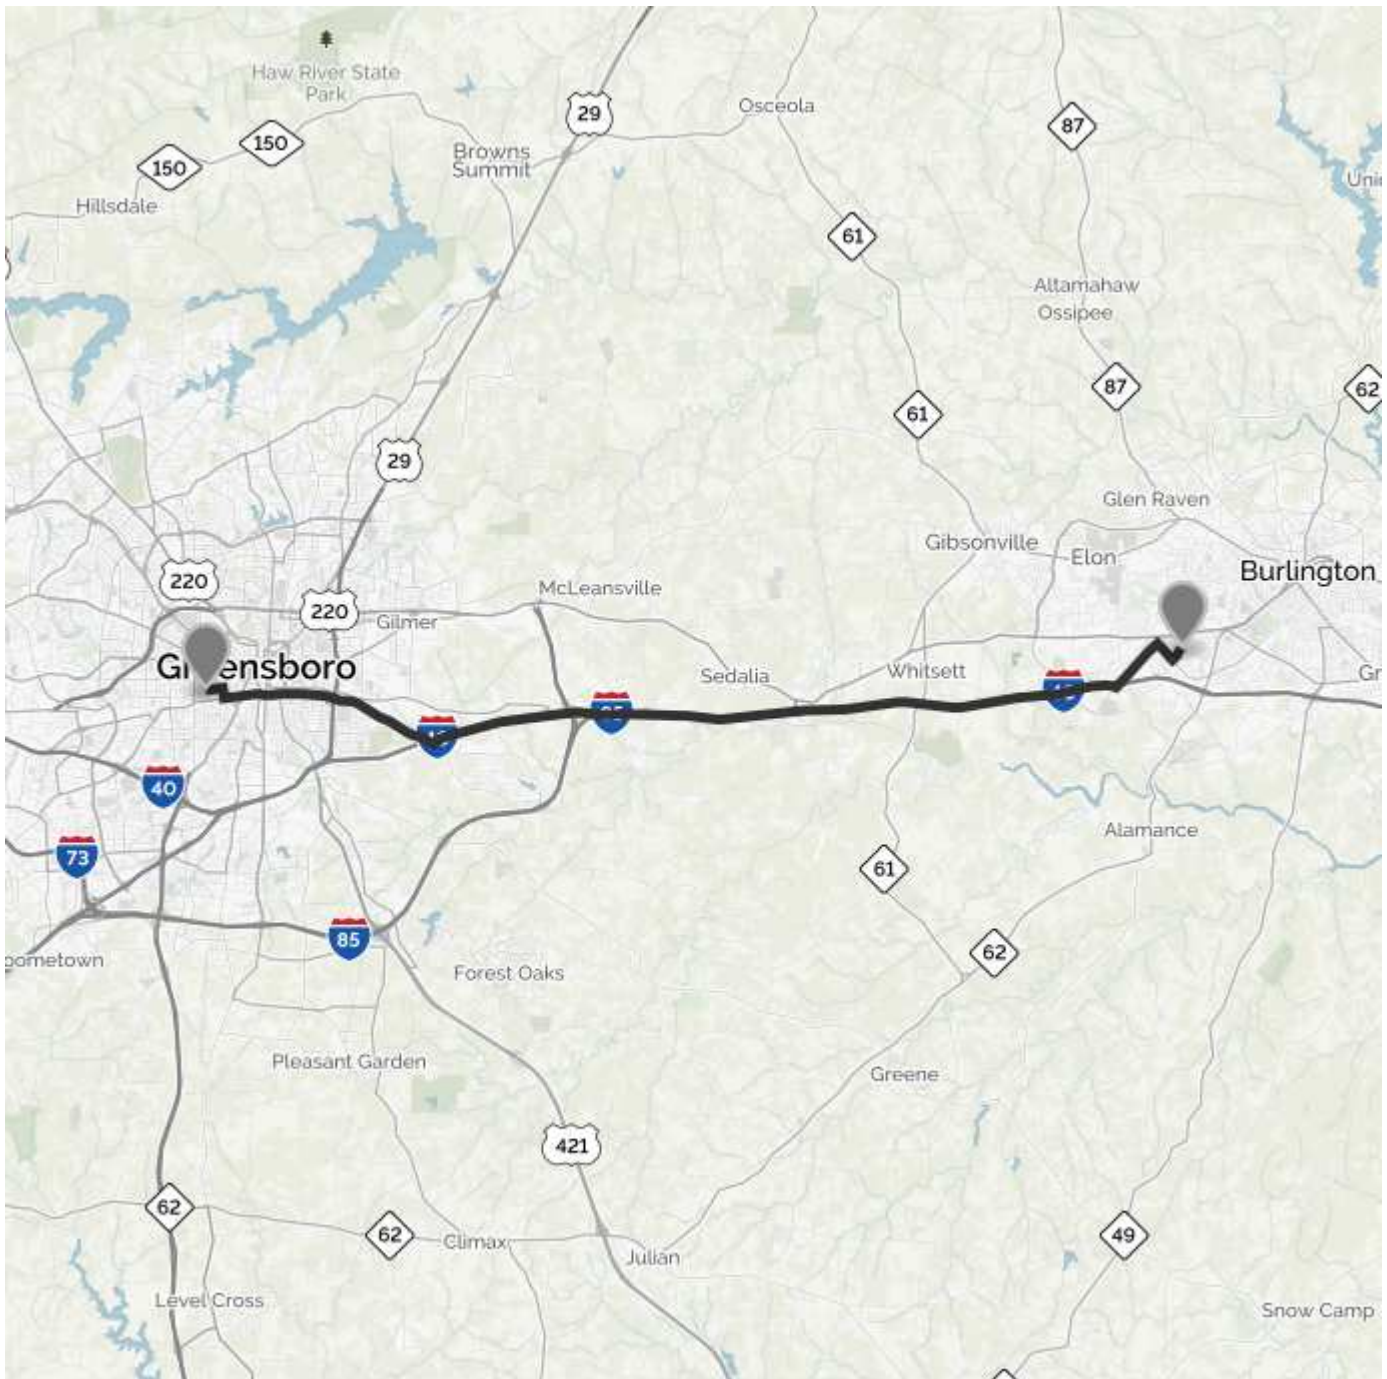 Haw River State
Park
29
Osceola
87
150
150
Browns
Summit
Hillsdale
61
Altamahaw
Ossipee
87
62
61
29
Glen Raven
Gibsonville
Elon
Burlington
220
McLeansville
220
Gilmer
Greensboro
Sedalia
Whitsett
40
73
Alamance
61
85
62
Forest Oaks
Pleasant Garden
Greene
421
62
62
49
Climax
Julian
Level Cross
Snow Camp